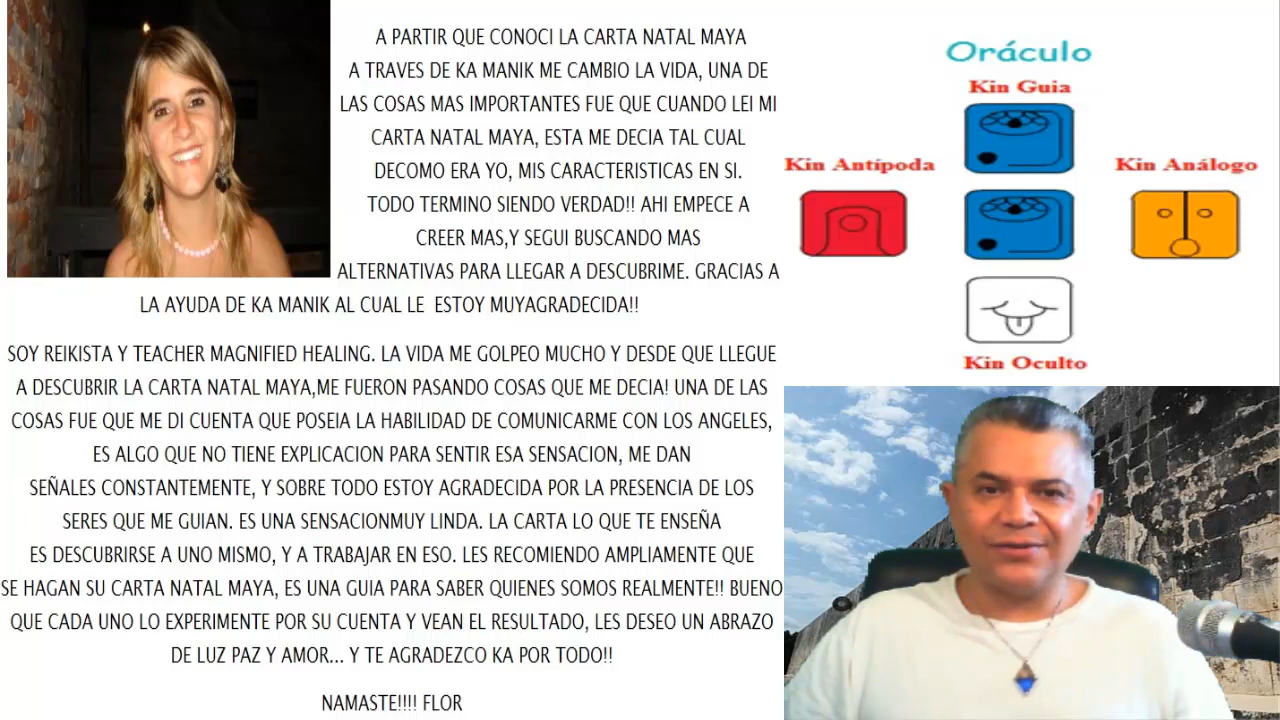 A PARTIR QUE CONOCI LA CARTA NATAL MAYA
A TRAVES DE KA MANIK ME CAMBIO LA VIDA, UNA DE
LAS COSAS MAS IMPORTANTES FUE QUE CUANDO LEI MI
CARTA NATAL MAYA, ESTA ME DECIA TAL CUAL
DECOMO ERA YO, MIS CARACTERISTICAS EN SI.
TODO TERMINO SIENDO VERDAD!! AHI EMPECE A
CREER MAS,Y SEGUI BUSCANDO MAS
ALTERNATIVAS PARA LLEGAR A DESCUBRIME. GRACIAS A
LA AYUDA DE KA MANIK AL CUAL LE ESTOY MUYAGRADECIDA!!
SOY REIKISTA Y TEACHER MAGNIFIED HEALING. LA VIDA ME GOLPEO MUCHO Y DESDE QUE LLEGUE
A DESCUBRIR LA CARTA NATAL MAYA,ME FUERON PASANDO COSAS QUE ME DECIA! UNA DE LAS
COSAS FUE QUE ME DI CUENTA QUE POSEIA LA HABILIDAD DE COMUNICARME CON LOS ANGELES,
ES ALGO QUE NO TIENE EXPLICACION PARA SENTIR ESA SENSACION, ME DAN
SEÑALES CONSTANTEMENTE, Y SOBRE TODO ESTOY AGRADECIDA POR LA PRESENCIA DE LOS
SERES QUE ME GUIAN. ES UNA SENSACIONMUY LINDA. LA CARTA LO QUE TE ENSEÑA
ES DESCUBRIRSE A UNO MISMO, Y A TRABAJAR EN ESO. LES RECOMIENDO AMPLIAMENTE QUE
SE HAGAN SU CARTA NATAL MAYA, ES UNA GUIA PARA SABER QUIENES SOMOS REALMENTE!! BUENO
QUE CADA UNO LO EXPERIMENTE POR SU CUENTA Y VEAN EL RESULTADO, LES DESEO UN ABRAZO
DE LUZ PAZ Y AMOR... Y TE AGRADEZCO KA POR TODO!!
NAMASTE!!!! FLOR
Oráculo
Kin Guia
Kin Antípoda
Kin Análogo
Kin Oculto